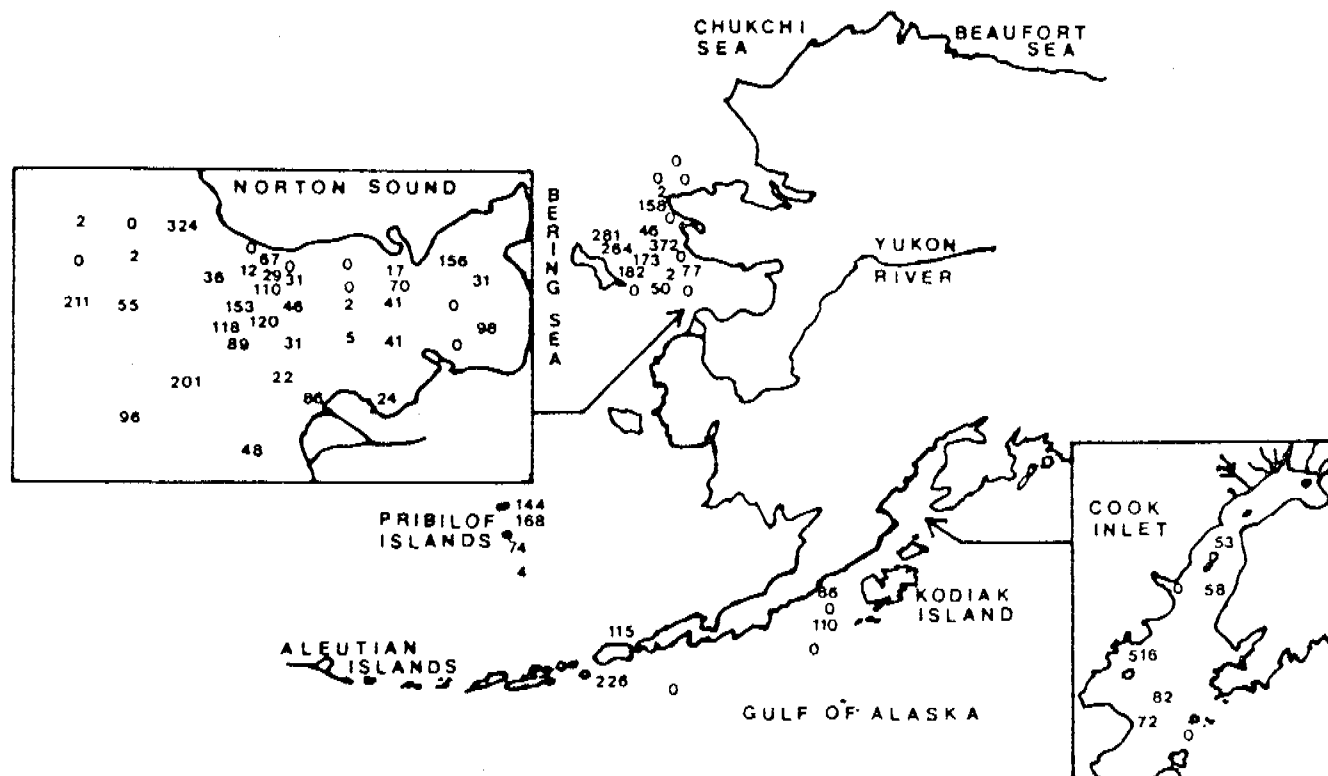 CHUKCHI
SEA
BEAUFORT
SEA
NORTON SOUND
2 0 324
0 2
0
67
12 29 0 0 17 156
36 31 0 70 31
110
211 55 153 46 2 41 0
118 120 98
89 31 5 41 0
201 22
86 24
96
48
BERING SEA
0
0 0
2
158
0
46
281 372
264 0
173
182 2 77
0 50 0
YUKON
RIVER
PRIBILOF
ISLANDS
144
168
74
4
ALEUTIAN
ISLANDS
115
226
0
86
0
110
0
KODIAK
ISLAND
GULF OF ALASKA
COOK
INLET
53
0
58
516
82
72
0